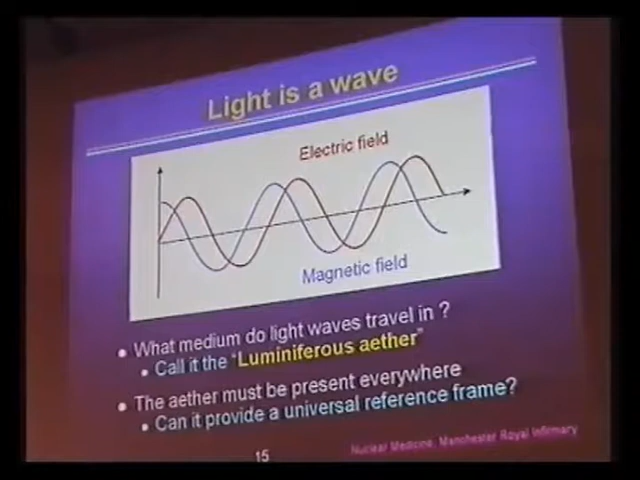 Light is a wave
Electric field
Magnetic field
• What medium do light waves travel in ?
• Call it the "Luminiferous aether"
• The aether must be present everywhere
• Can it provide a universal reference frame?
15
Nuclear Medicine, Manchester Royal Infirmary